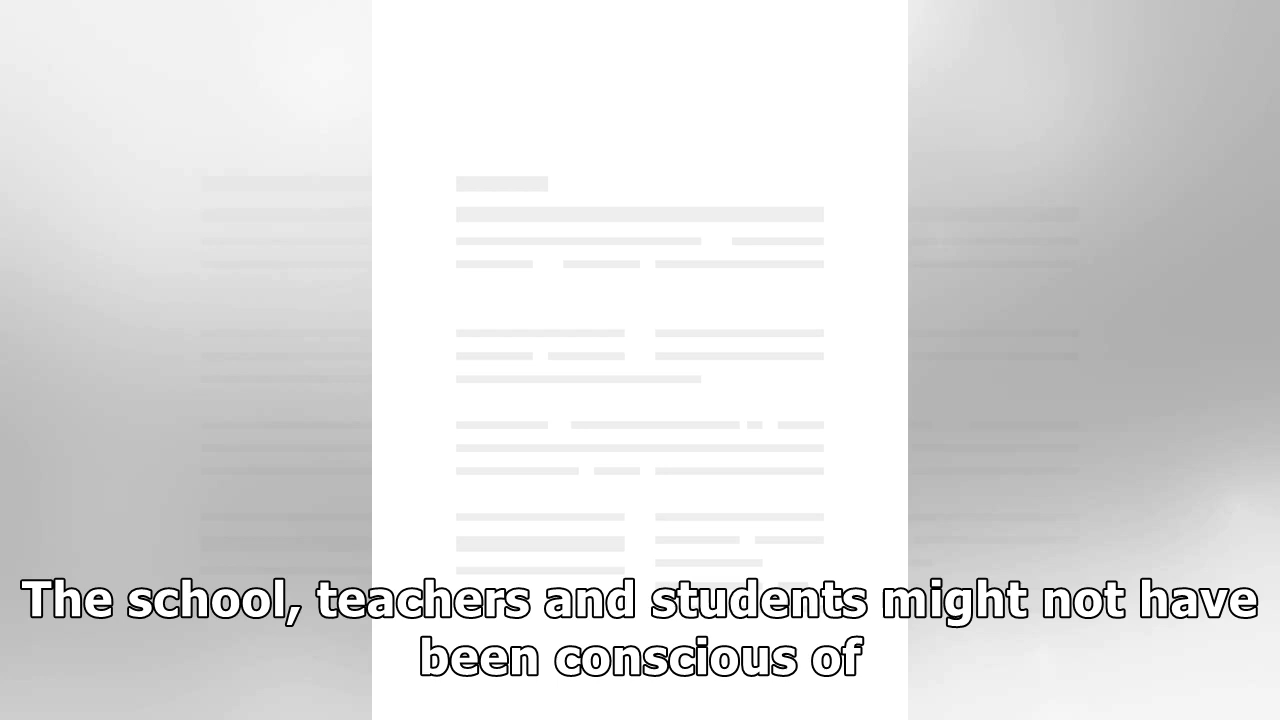 The school, teachers and students might not have
been conscious of